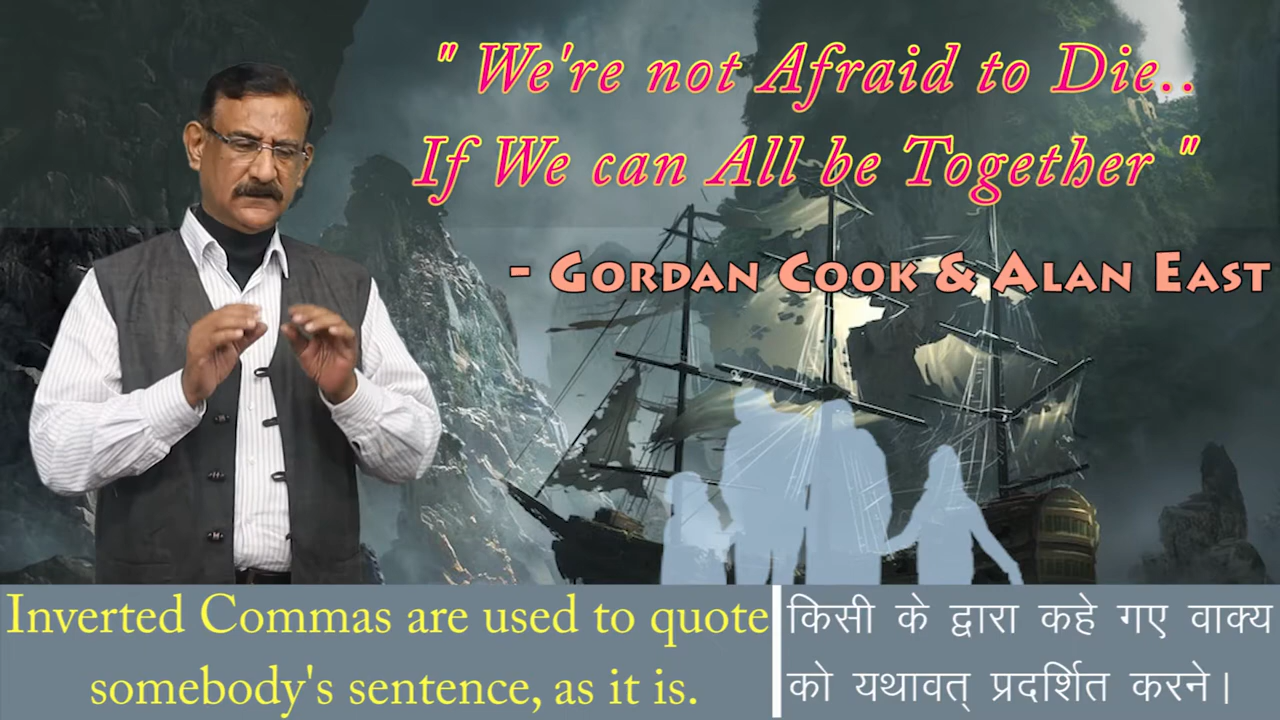 " We're not Afraid to Die..
If We can All be Together "
- Gordan Cook & Alan East
Inverted Commas are used to quote
somebody's sentence, as it is.
किसी के द्वारा कहे गए वाक्य
को यथावत् प्रदर्शित करने।